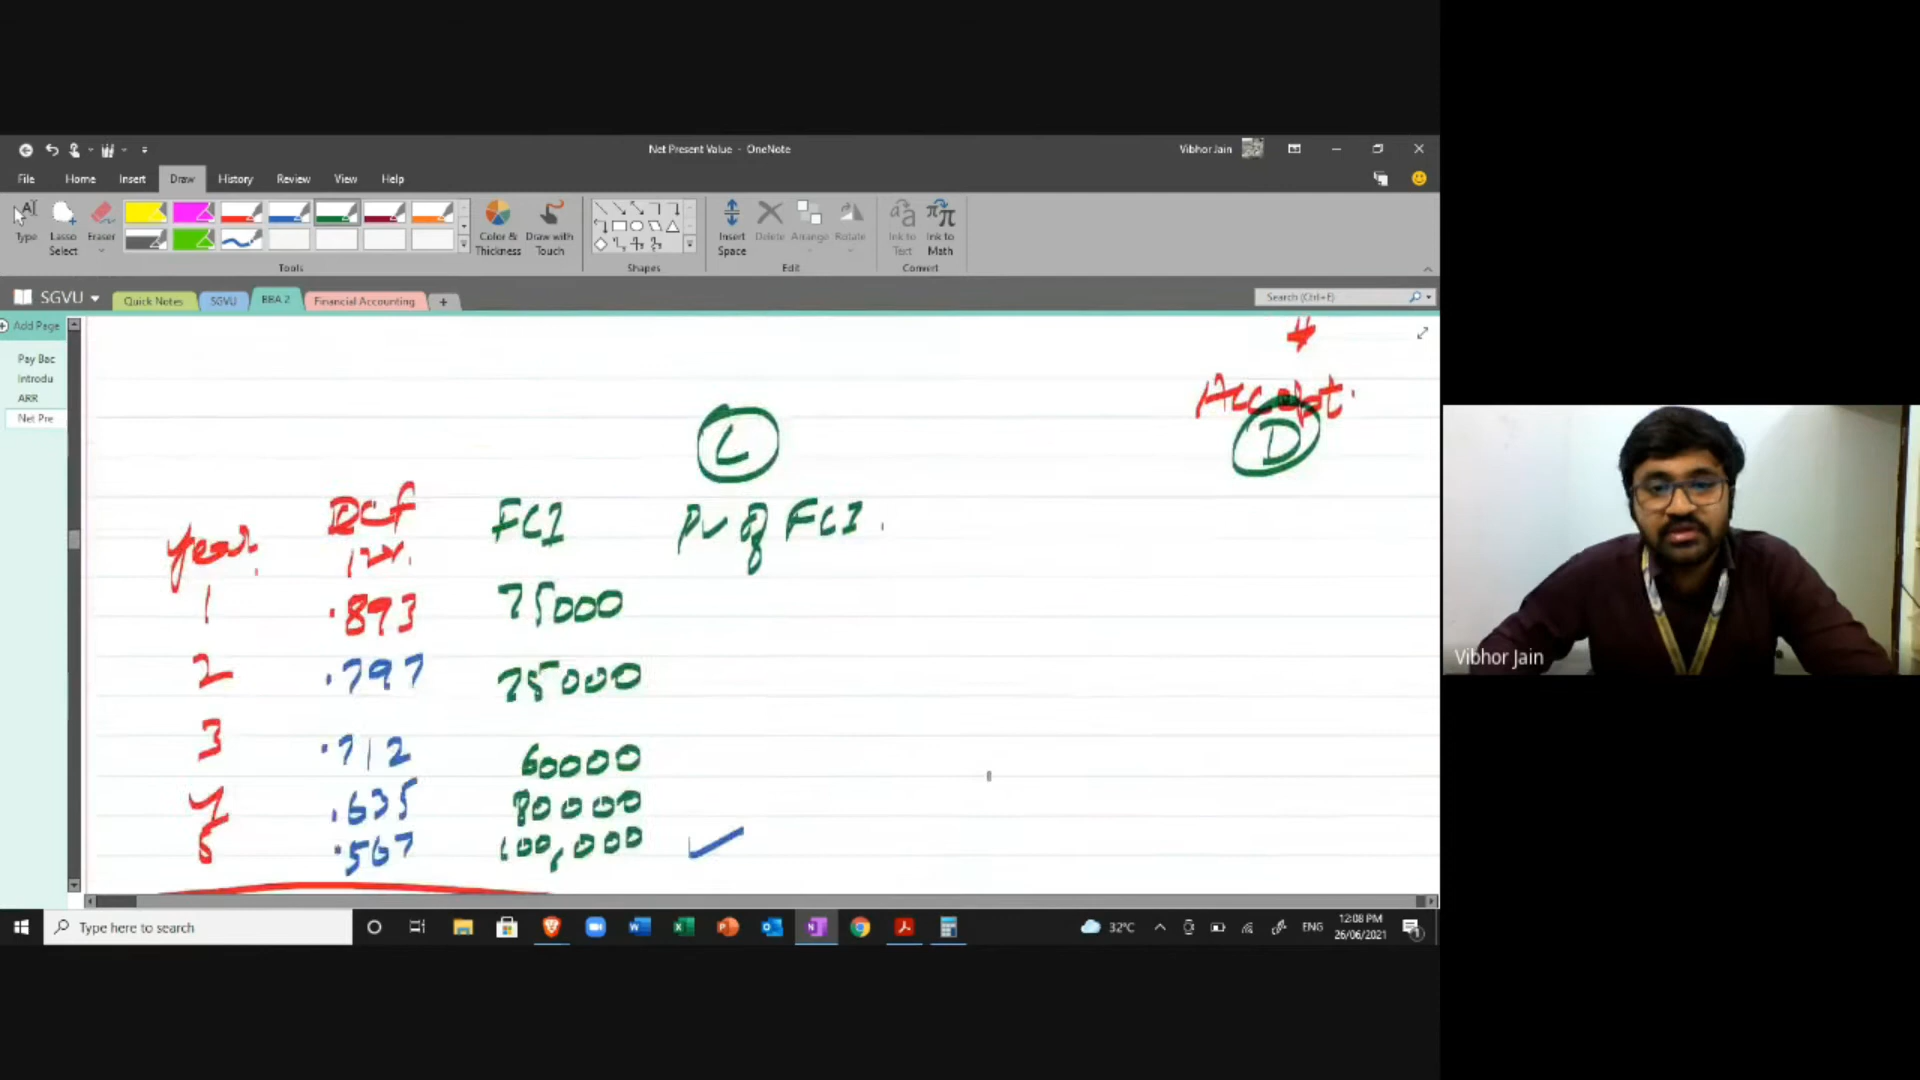 Net Present Value - OneNote
Vibhor Jain
File Home Insert Draw History Review View Help
Type
Lasso Select
Eraser
Color & Thickness
Draw with Touch
Insert Space
Delete
Arrange
Rotate
Ink to Text
Ink to Math
Tools
Shapes
Edit
Convert
SGVU
Quick Notes
SGVU
BBA 2
Financial Accounting
+
Search (Ctrl+F)
Add Page
Pay Bac
Introdu
ARR
Net Pre
Accept.
L
D
Year DCF FCI PV of FCI.
12%
1 .893 75000
2 .797 75000
3 .712 60000
4 .635 80000
5 .567 100,000
Vibhor Jain
Type here to search
32°C
ENG
12:08 PM
26/06/2021